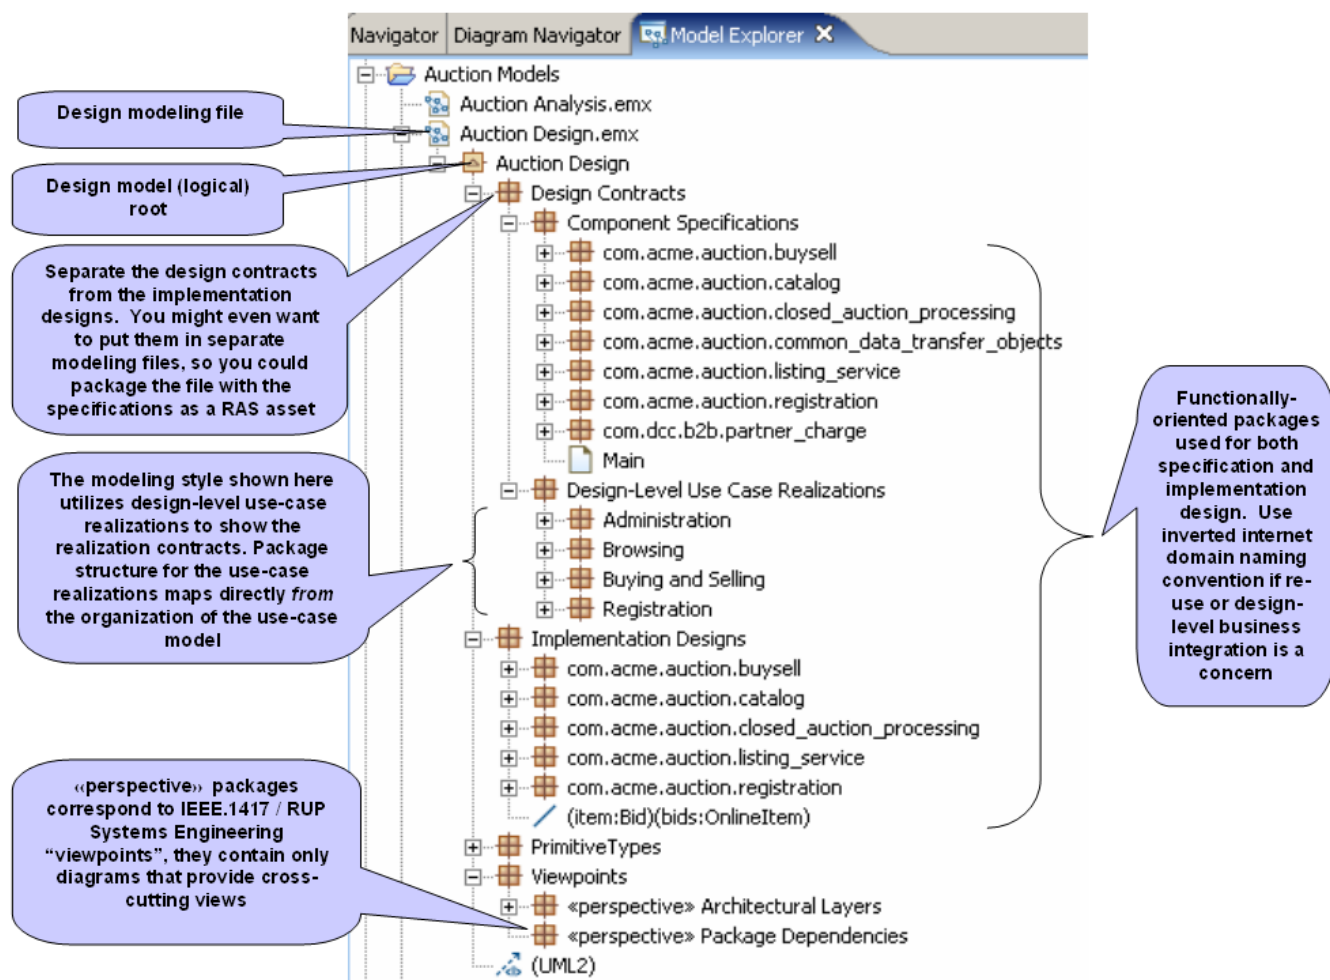 Navigator
Diagram Navigator
Model Explorer
Auction Models
Auction Analysis.emx
Auction Design.emx
Auction Design
Design Contracts
Component Specifications
com.acme.auction.buysell
com.acme.auction.catalog
com.acme.auction.closed_auction_processing
com.acme.auction.common_data_transfer_objects
com.acme.auction.listing_service
com.acme.auction.registration
com.dcc.b2b.partner_charge
Main
Design-Level Use Case Realizations
Administration
Browsing
Buying and Selling
Registration
Implementation Designs
com.acme.auction.buysell
com.acme.auction.catalog
com.acme.auction.closed_auction_processing
com.acme.auction.listing_service
com.acme.auction.registration
(item:Bid)(bids:OnlineItem)
PrimitiveTypes
Viewpoints
«perspective» Architectural Layers
«perspective» Package Dependencies
(UML2)
Design modeling file
Design model (logical)
root
Separate the design contracts
from the implementation
designs.  You might even want
to put them in separate
modeling files, so you could
package the file with the
specifications as a RAS asset
The modeling style shown here
utilizes design-level use-case
realizations to show the
realization contracts. Package
structure for the use-case
realizations maps directly from
the organization of the use-case
model
«perspective»  packages
correspond to IEEE.1417 / RUP
Systems Engineering
“viewpoints”, they contain only
diagrams that provide cross-
cutting views
Functionally-
oriented packages
used for both
specification and
implementation
design.  Use
inverted internet
domain naming
convention if re-
use or design-
level business
integration is a
concern